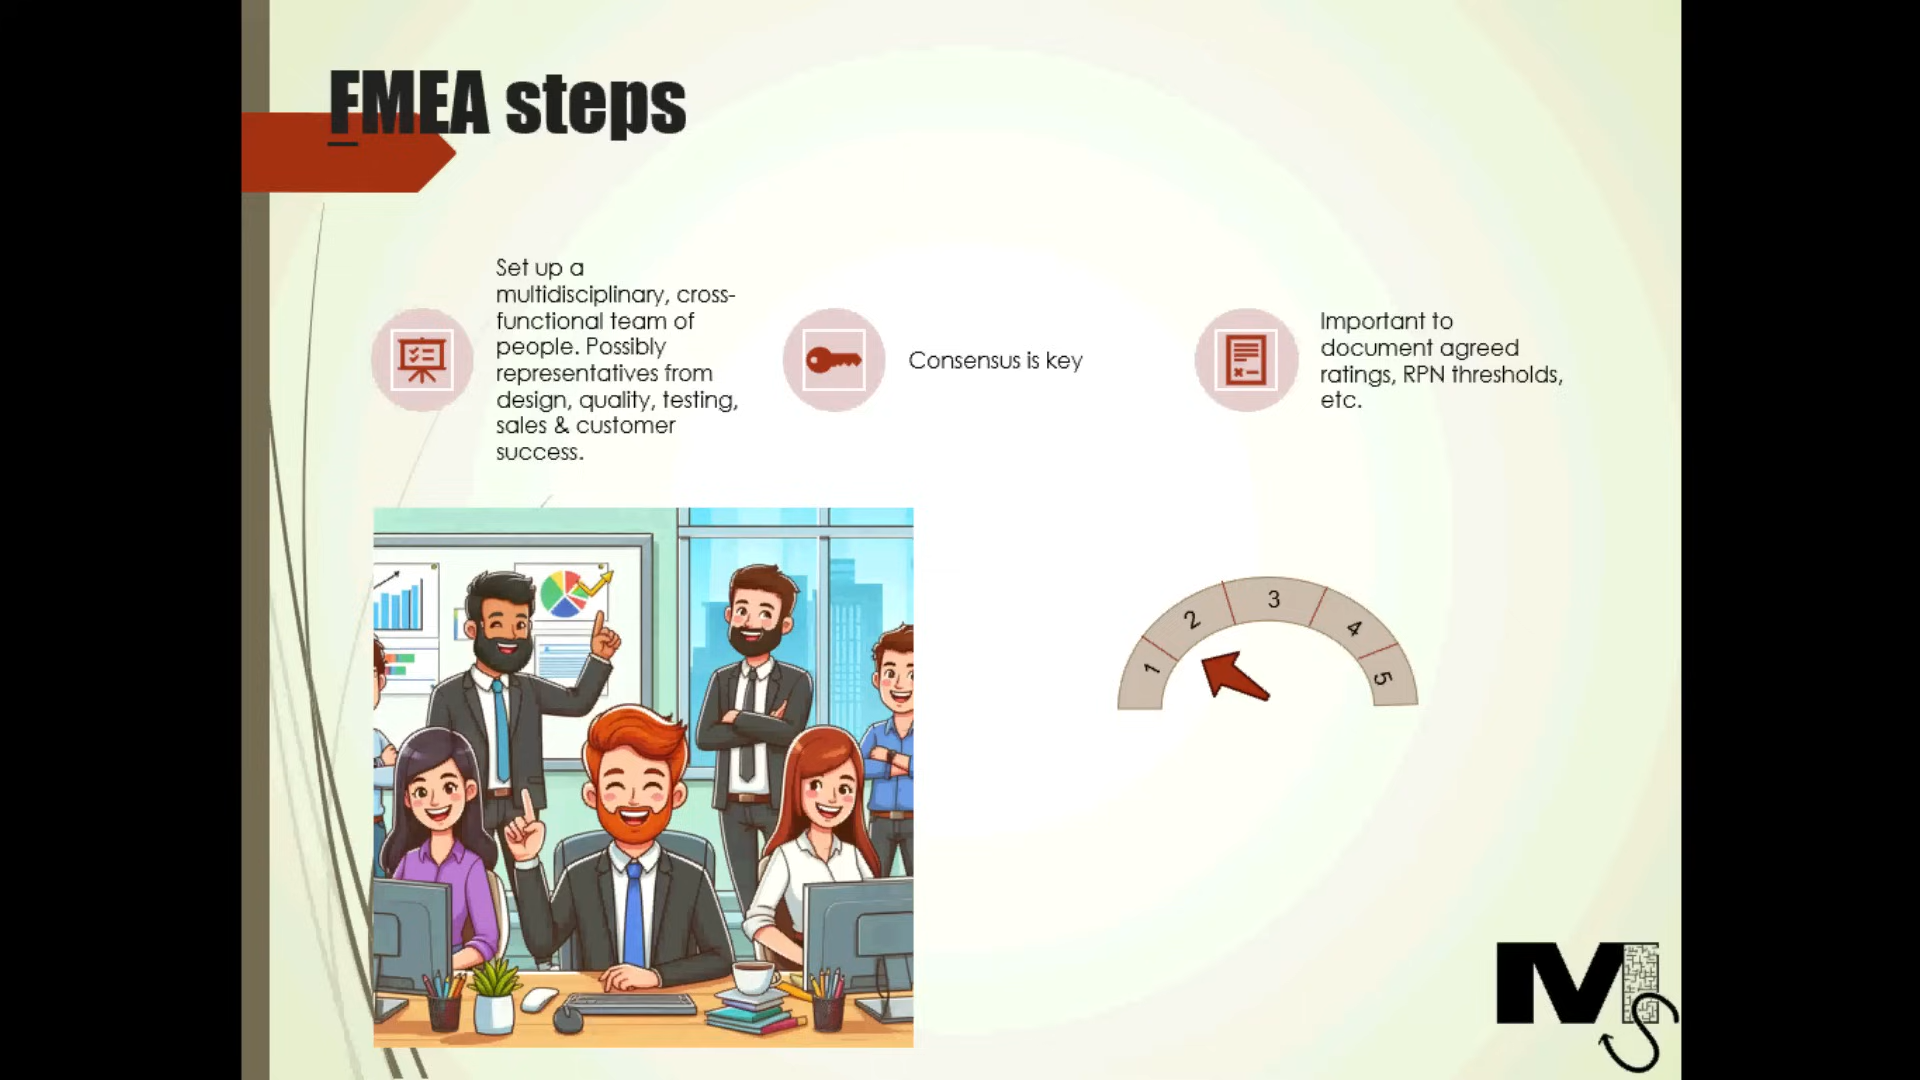 FMEA steps
Set up a
multidisciplinary, cross-
functional team of
people. Possibly
representatives from
design, quality, testing,
sales & customer
success.
Consensus is key
Important to
document agreed
ratings, RPN thresholds,
etc.
1
2
3
4
5
MS